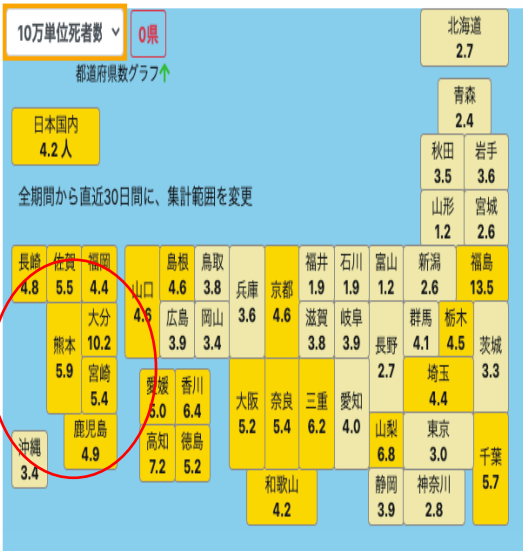 10万単位死者数
0県
都道府県数グラフ↑
日本国内
4.2人
全期間から直近30日間に、集計範囲を変更
北海道
2.7
青森
2.4
秋田
3.5
岩手
3.6
山形
1.2
宮城
2.6
長崎
4.8
佐賀
5.5
福岡
4.4
山口
4.6
島根
4.6
鳥取
3.8
兵庫
3.6
京都
4.6
福井
1.9
石川
1.9
富山
1.2
新潟
2.6
福島
13.5
熊本
5.9
大分
10.2
広島
3.9
岡山
3.4
滋賀
3.8
岐阜
3.9
長野
2.7
群馬
4.1
栃木
4.5
茨城
3.3
宮崎
5.4
埼玉
4.4
愛媛
5.0
香川
6.4
大阪
5.2
奈良
5.4
三重
6.2
愛知
4.0
鹿児島
4.9
高知
7.2
徳島
5.2
山梨
6.8
東京
3.0
千葉
5.7
沖縄
3.4
和歌山
4.2
静岡
3.9
神奈川
2.8